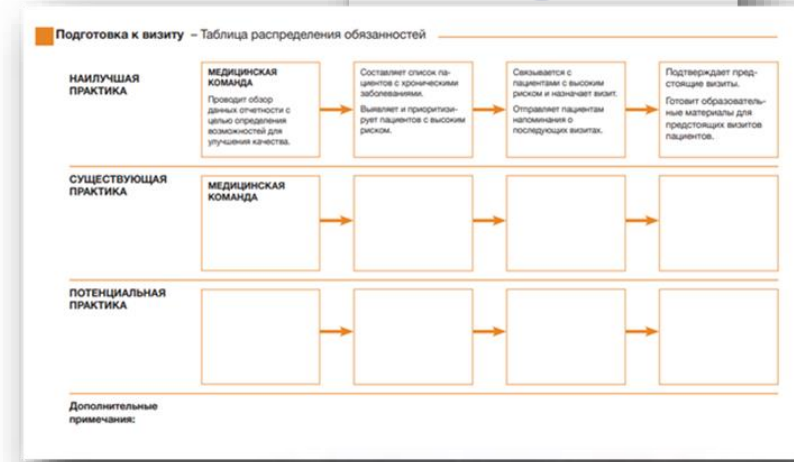 Подготовка к визиту – Таблица распределения обязанностей
НАИЛУЧШАЯ
ПРАКТИКА
МЕДИЦИНСКАЯ
КОМАНДА
Проводит обзор
данных отчетности с
целью определения
возможностей для
улучшения качества.
Составляет список па-
циентов с хроническими
заболеваниями.
Выявляет и приоритизи-
рует пациентов с высоким
риском.
Связывается с
пациентами с высоким
риском и назначает визит.
Отправляет пациентам
напоминания о
последующих визитах.
Подтверждает пред-
стоящие визиты.
Готовит образователь-
ные материалы для
предстоящих визитов
пациентов.
СУЩЕСТВУЮЩАЯ
ПРАКТИКА
МЕДИЦИНСКАЯ
КОМАНДА
ПОТЕНЦИАЛЬНАЯ
ПРАКТИКА
Дополнительные
примечания: